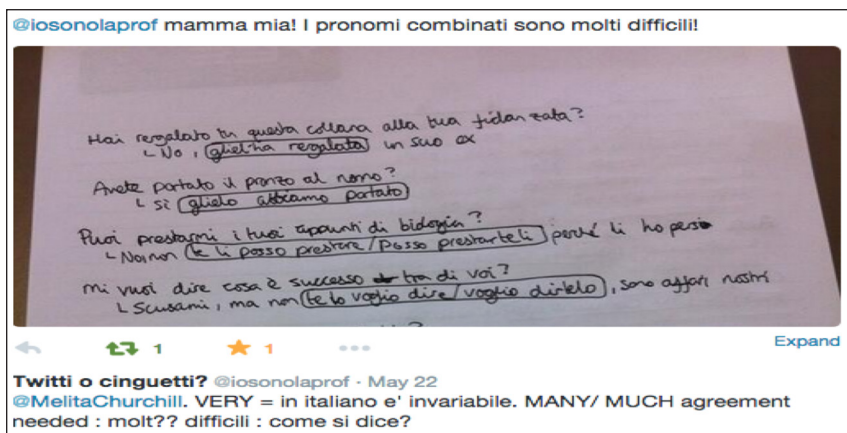 @iosonolaprof mamma mia! I pronomi combinati sono molti difficili!
Hai regalato tu questa collana alla tua fidanzata?
No, gliel'ha regalata un suo ex
Avete portato il pranzo al nonno?
Sì glielo abbiamo portato
Puoi prestarmi i tuoi appunti di biologia?
No, non te li posso prestare/posso prestarteli perché li ho persi
mi vuoi dire cosa è successo tra di voi?
Scusami, ma non te lo voglio dire/voglio dirtelo, sono affari nostri
?
1 1 Expand
Twitti o cinguetti? @iosonolaprof · May 22
@MelitaChurchill. VERY = in italiano e' invariabile. MANY/ MUCH agreement
needed : molt?? difficili : come si dice?